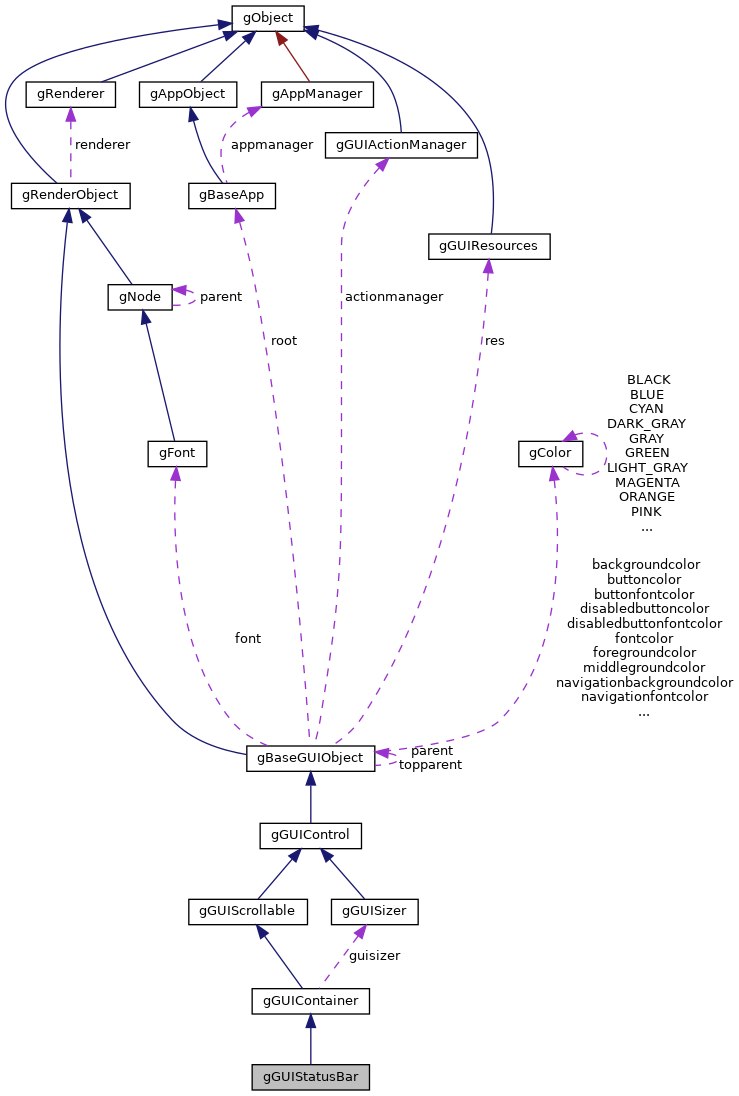 gObject
gRenderer
gAppObject
gAppManager
renderer
appmanager
gGUIActionManager
gRenderObject
gBaseApp
gGUIResources
gNode
parent
actionmanager
root
res
BLACK
BLUE
CYAN
DARK_GRAY
GRAY
GREEN
LIGHT_GRAY
MAGENTA
ORANGE
PINK
...
gFont
gColor
backgroundcolor
buttoncolor
buttonfontcolor
disabledbuttoncolor
disabledbuttonfontcolor
fontcolor
foregroundcolor
middlegroundcolor
navigationbackgroundcolor
navigationfontcolor
...
font
gBaseGUIObject
parent
topparent
gGUIControl
gGUIScrollable
gGUISizer
guisizer
gGUIContainer
gGUIStatusBar